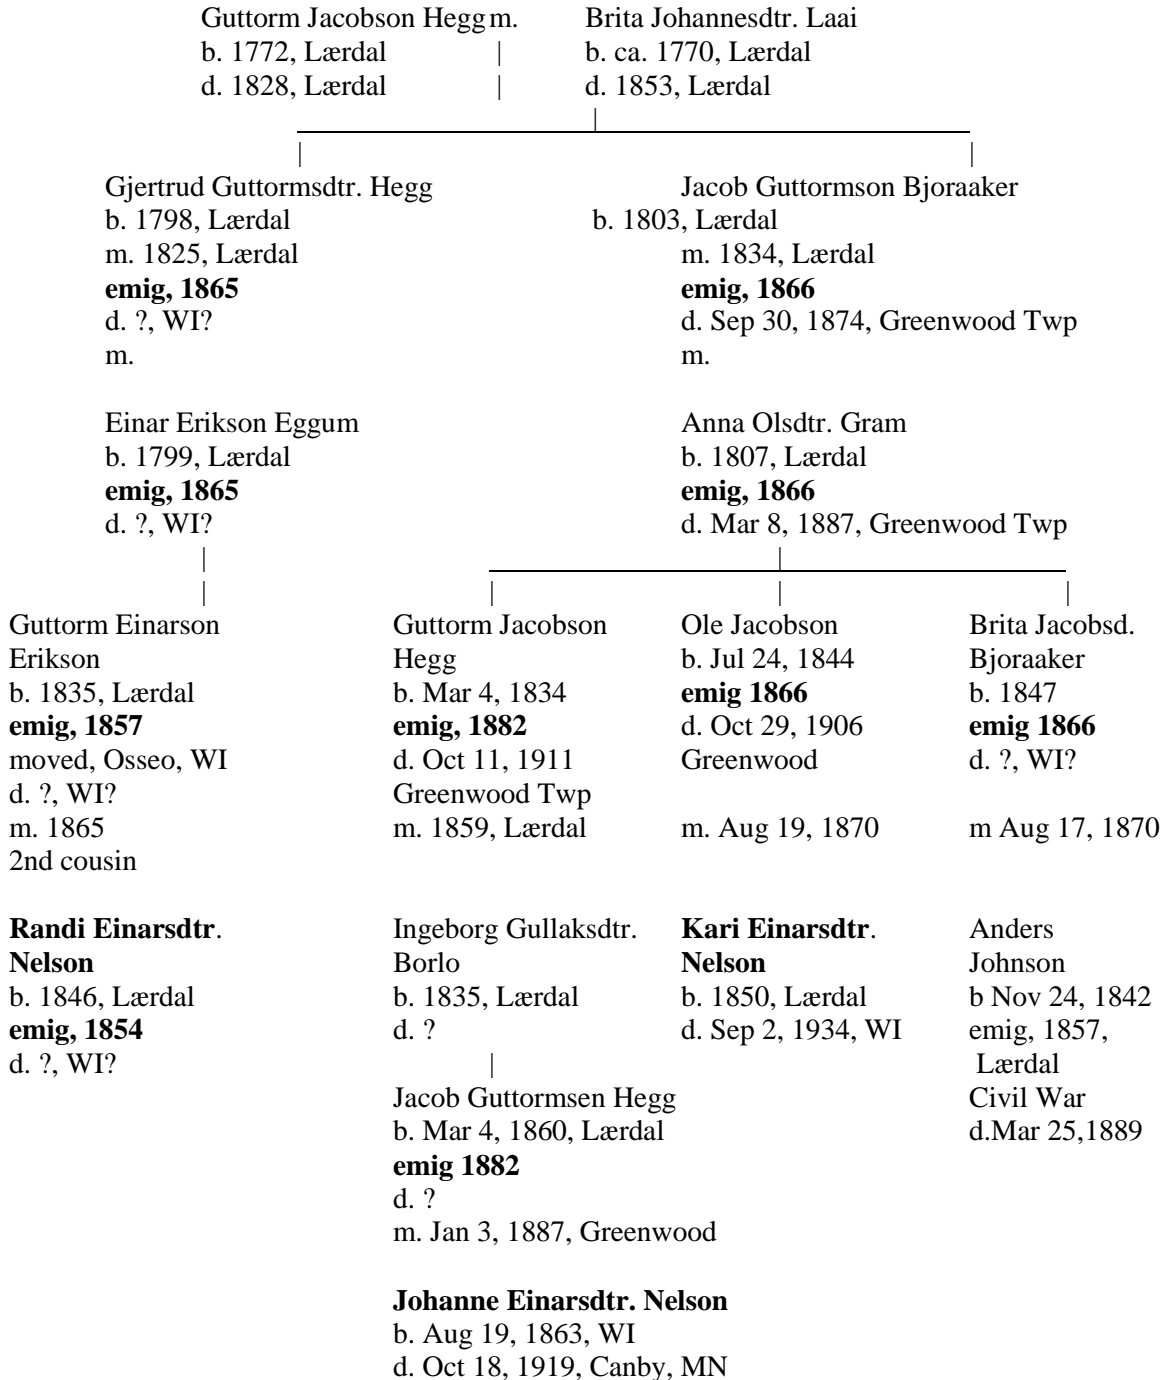 Guttorm Jacobson Hegg m. Brita Johannesdtr. Laai
b. 1772, Lærdal | b. ca. 1770, Lærdal
d. 1828, Lærdal | d. 1853, Lærdal
Gjertrud Guttormsdtr. Hegg Jacob Guttormson Bjoraaker
b. 1798, Lærdal b. 1803, Lærdal
m. 1825, Lærdal m. 1834, Lærdal
emig, 1865 emig, 1866
d. ?, WI? d. Sep 30, 1874, Greenwood Twp
m. m.
Einar Erikson Eggum Anna Olsdtr. Gram
b. 1799, Lærdal b. 1807, Lærdal
emig, 1865 emig, 1866
d. ?, WI? d. Mar 8, 1887, Greenwood Twp
Guttorm Einarson Guttorm Jacobson Ole Jacobson Brita Jacobsd.
Erikson Hegg b. Jul 24, 1844 Bjoraaker
b. 1835, Lærdal b. Mar 4, 1834 emig 1866 b. 1847
emig, 1857 emig, 1882 d. Oct 29, 1906 emig 1866
moved, Osseo, WI d. Oct 11, 1911 Greenwood d. ?, WI?
d. ?, WI? Greenwood Twp
m. 1865 m. 1859, Lærdal m. Aug 19, 1870 m Aug 17, 1870
2nd cousin
Randi Einarsdtr. Ingeborg Gullaksdtr. Kari Einarsdtr. Anders
Nelson Borlo Nelson Johnson
b. 1846, Lærdal b. 1835, Lærdal b. 1850, Lærdal b Nov 24, 1842
emig, 1854 d. ? d. Sep 2, 1934, WI emig, 1857,
d. ?, WI? Lærdal
Jacob Guttormsen Hegg Civil War
b. Mar 4, 1860, Lærdal d.Mar 25,1889
emig 1882
d. ?
m. Jan 3, 1887, Greenwood
Johanne Einarsdtr. Nelson
b. Aug 19, 1863, WI
d. Oct 18, 1919, Canby, MN